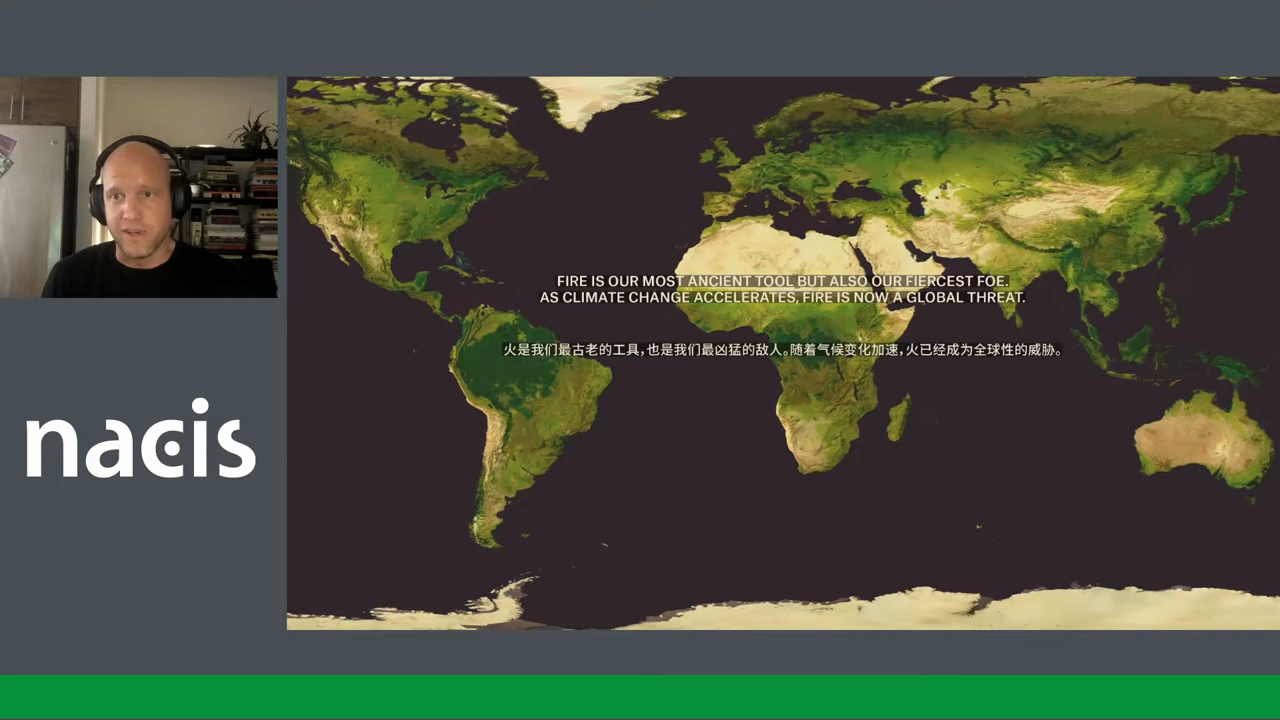 FIRE IS OUR MOST ANCIENT TOOL BUT ALSO OUR FIERCEST FOE.
AS CLIMATE CHANGE ACCELERATES, FIRE IS NOW A GLOBAL THREAT.
火是我们最古老的工具，也是我们最凶猛的敌人。随着气候变化加速，火已经成为全球性的威胁。
nacis